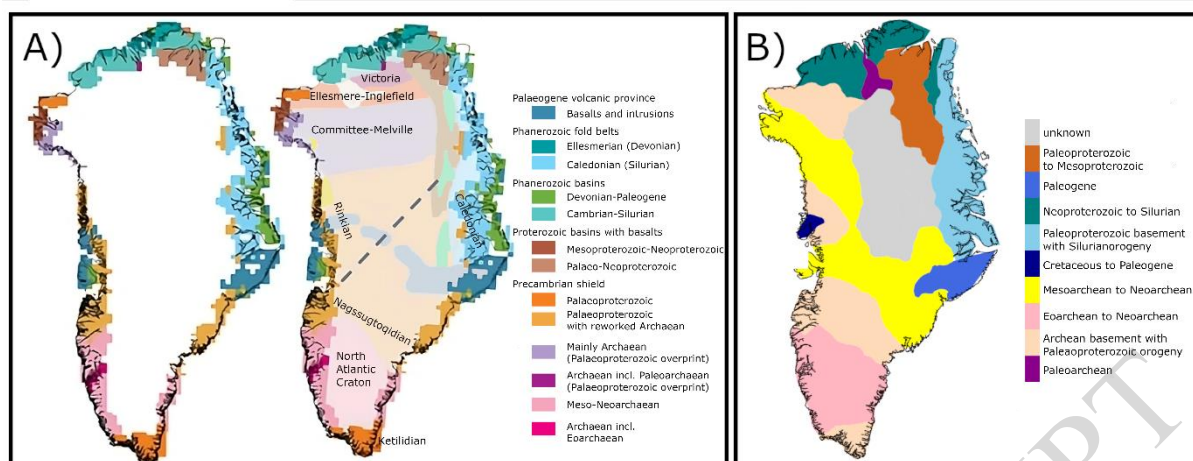 A)
Victoria
Ellesmere-Inglefield
Committee-Melville
Rinkian
Caledonian
Nagssugtoqidian
North
Atlantic
Craton
Ketilidian
Palaeogene volcanic province
Basalts and intrusions
Phanerozoic fold belts
Ellesmerian (Devonian)
Caledonian (Silurian)
Phanerozoic basins
Devonian-Paleogene
Cambrian-Silurian
Proterozoic basins with basalts
Mesoproterozoic-Neoproterozoic
Palaeo-Neoproterozoic
Precambrian shield
Palaeoproterozoic
Palaeoproterozoic
with reworked Archaean
Mainly Archaean
(Palaeoproterozoic overprint)
Archaean incl. Paleoarchaean
(Palaeoproterozoic overprint)
Meso-Neoarchaean
Archaean incl.
Eoarchaean
B)
unknown
Paleoproterozoic
to Mesoproterozoic
Paleogene
Neoproterozoic to Silurian
Paleoproterozoic basement
with Silurianorogeny
Cretaceous to Paleogene
Mesoarchean to Neoarchean
Eoarchean to Neoarchean
Archean basement with
Paleaoproterozoic orogeny
Paleoarchean
PT